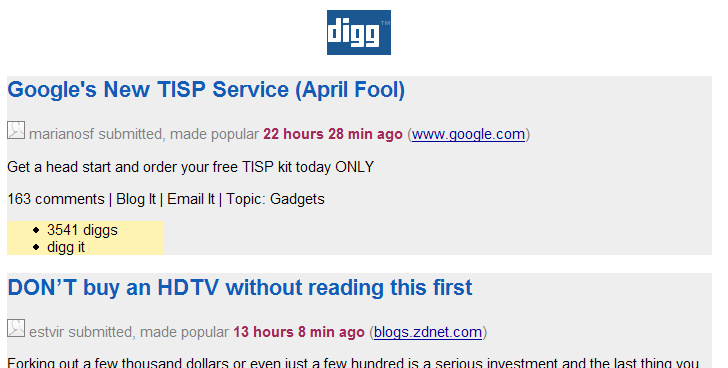 digg™
Google's New TISP Service (April Fool)
marianosf submitted, made popular 22 hours 28 min ago (www.google.com)
Get a head start and order your free TISP kit today ONLY
163 comments | Blog It | Email It | Topic: Gadgets
3541 diggs
digg it
DON’T buy an HDTV without reading this first
estvir submitted, made popular 13 hours 8 min ago (blogs.zdnet.com)
Forking out a few thousand dollars or even just a few hundred is a serious investment and the last thing you